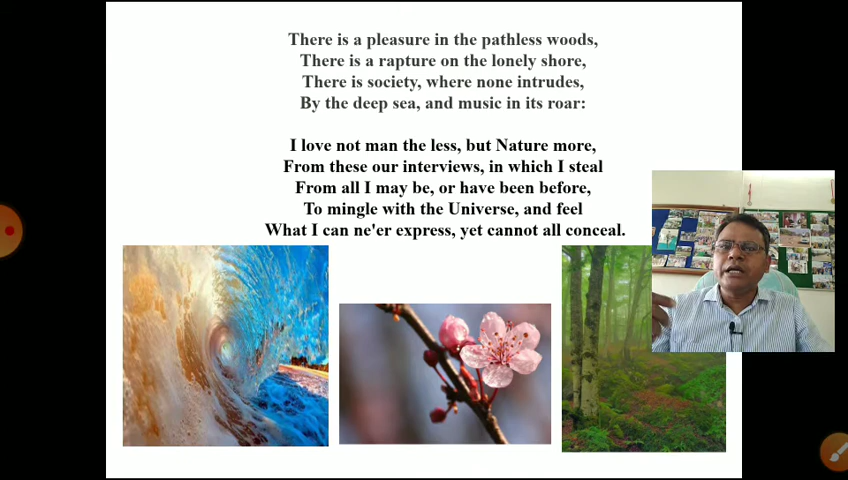 There is a pleasure in the pathless woods,
There is a rapture on the lonely shore,
There is society, where none intrudes,
By the deep sea, and music in its roar:
I love not man the less, but Nature more,
From these our interviews, in which I steal
From all I may be, or have been before,
To mingle with the Universe, and feel
What I can ne'er express, yet cannot all conceal.